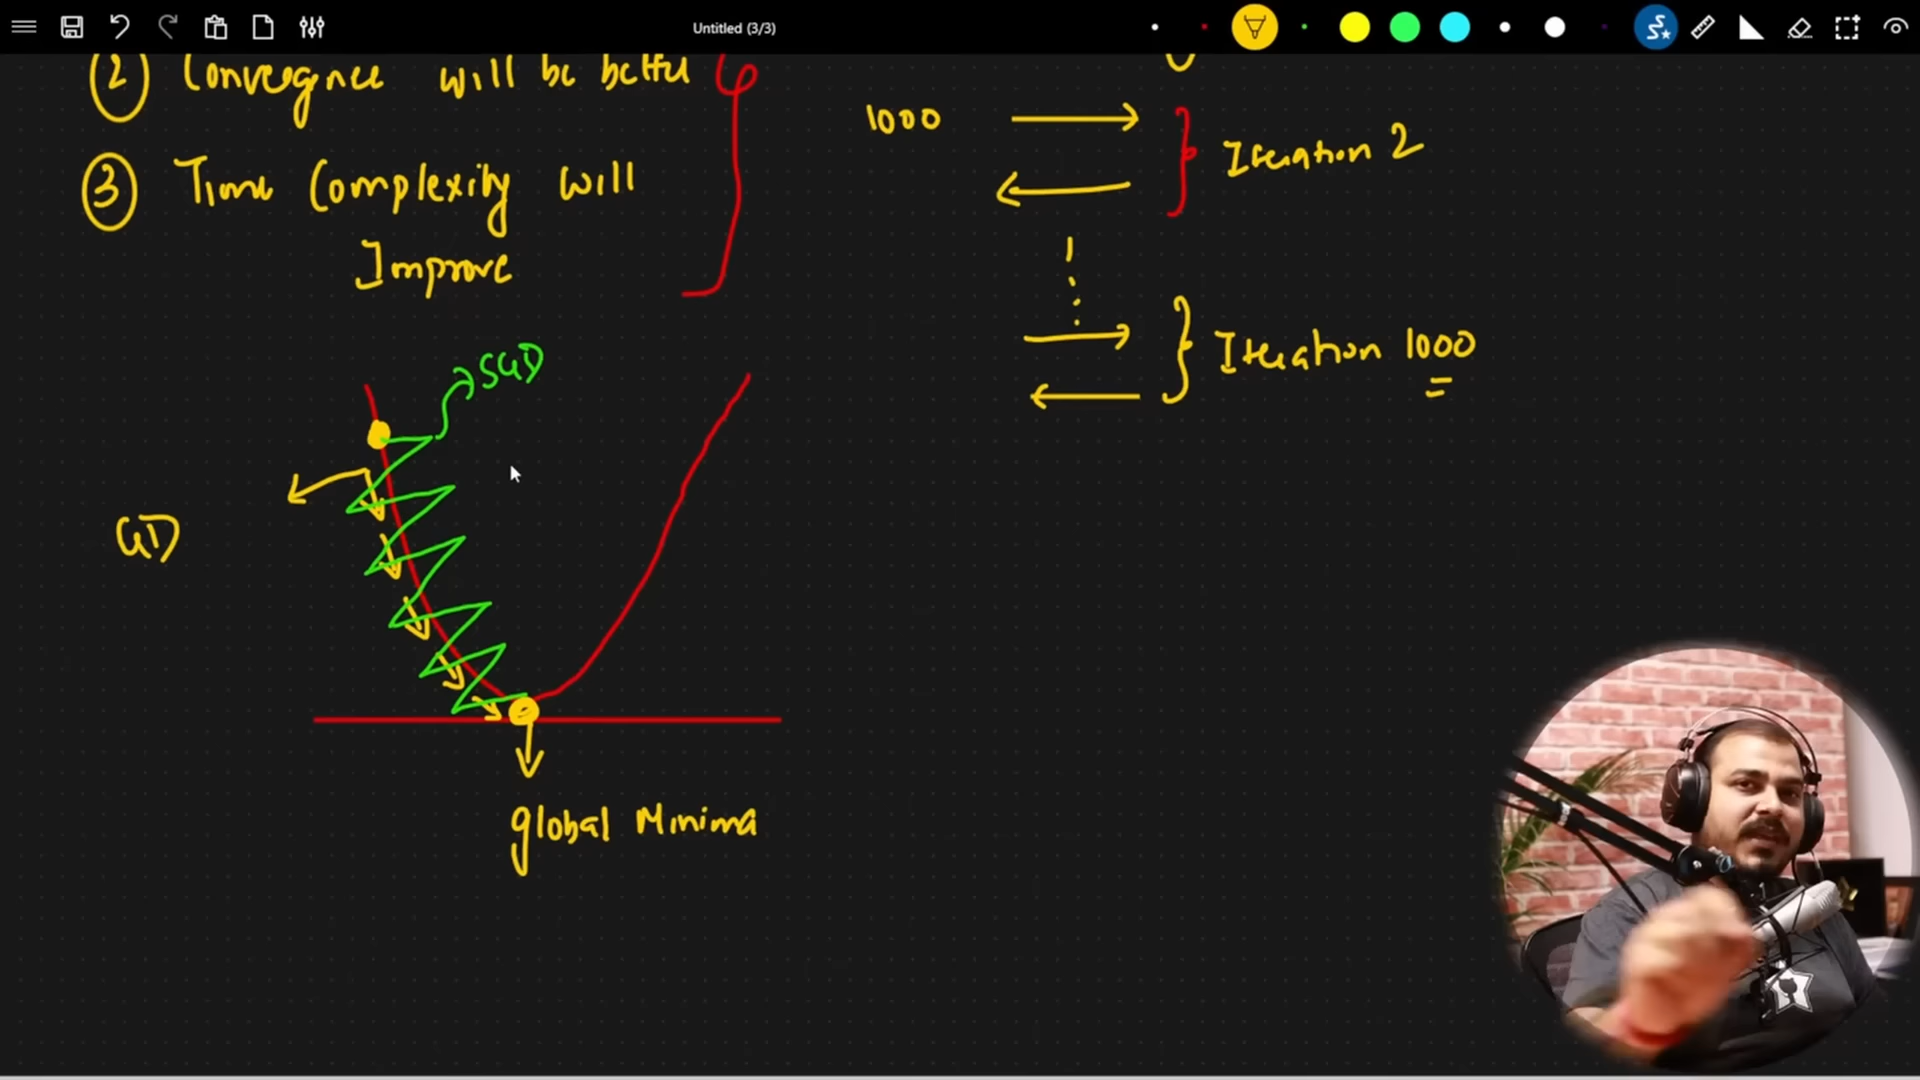 Untitled (3/3)
② Convergence will be better
③ Time Complexity will
Improve
1000
Iteration 2
Iteration 1000
SGD
GD
global Minima